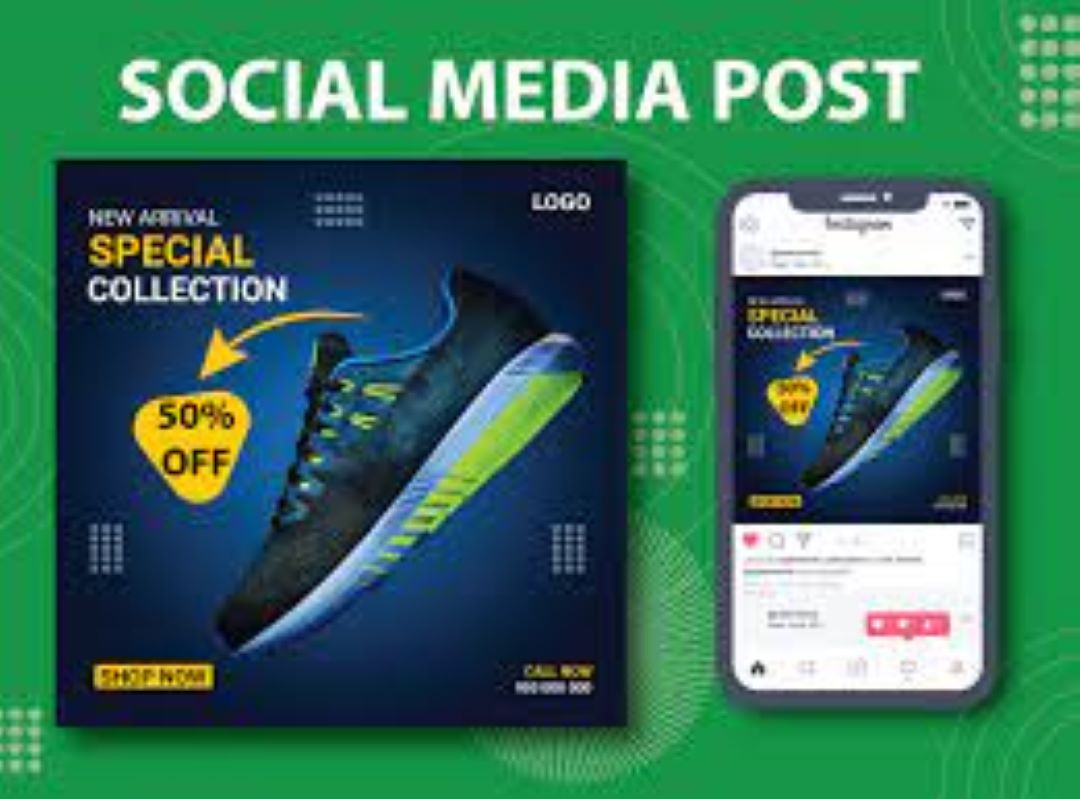 SOCIAL MEDIA POST
NEW ARRIVAL
SPECIAL
COLLECTION
LOGO
50%
OFF
SHOP NOW
CALL NOW
Instagram
SPECIAL
COLLECTION
50%
OFF